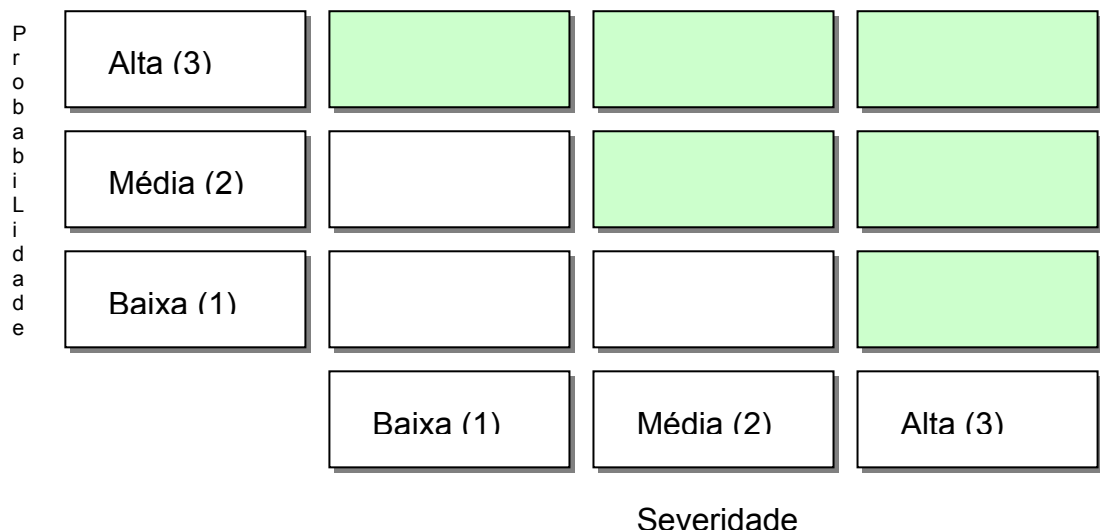 P
r
o
b
a
b
i
L
i
d
a
d
e
Alta (3)
Média (2)
Baixa (1)
Baixa (1)
Média (2)
Alta (3)
Severidade